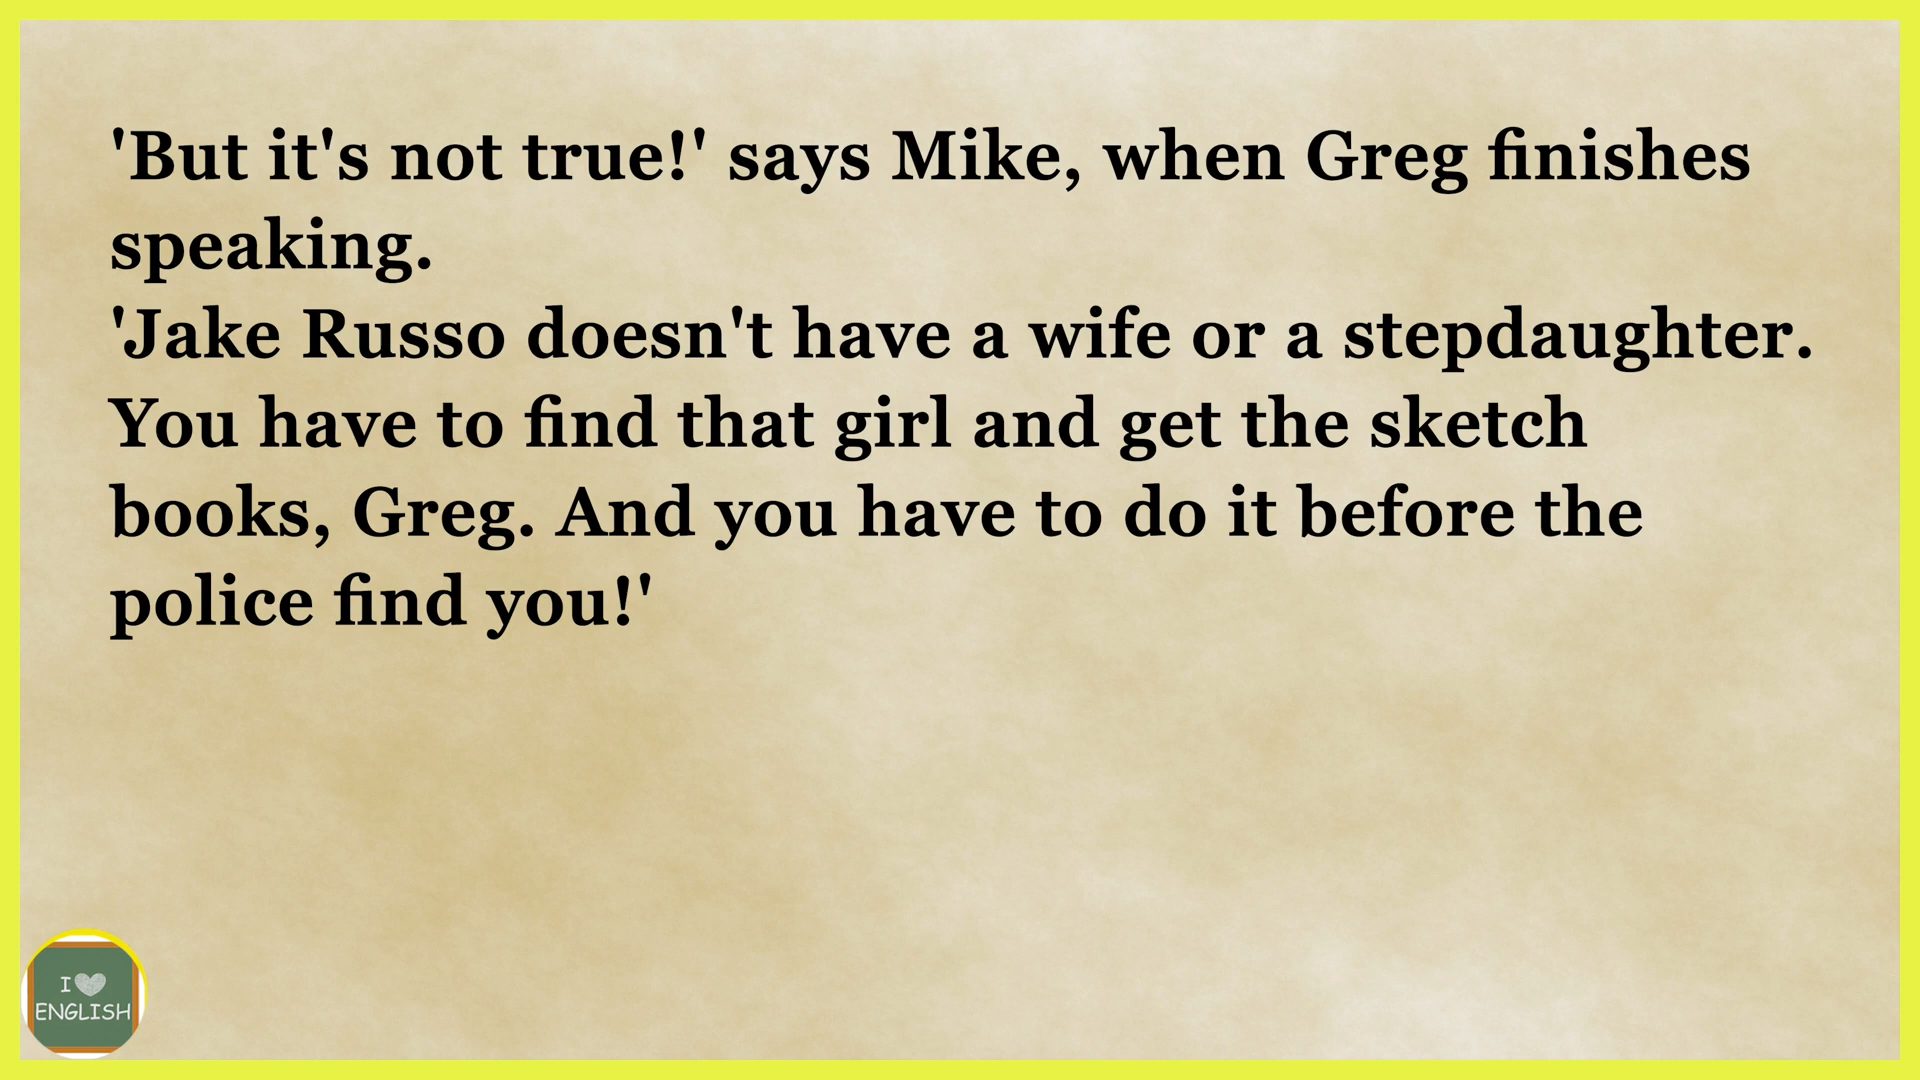 'But it's not true!' says Mike, when Greg finishes
speaking.
'Jake Russo doesn't have a wife or a stepdaughter.
You have to find that girl and get the sketch
books, Greg. And you have to do it before the
police find you!'
I
ENGLISH